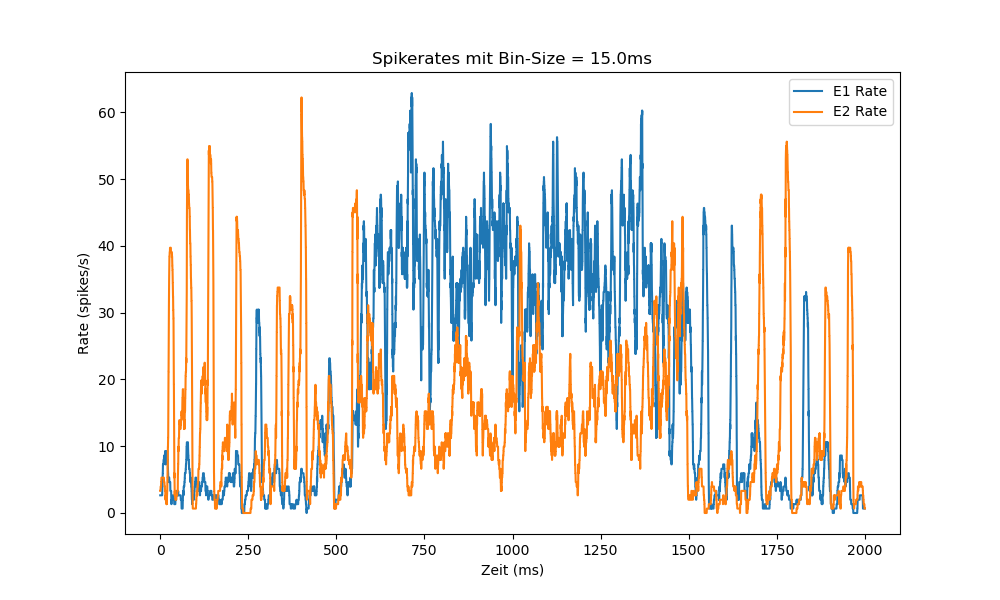 Spikerates mit Bin-Size = 15.0ms
E1 Rate
E2 Rate
Rate (spikes/s)
60
50
40
30
20
10
0
0 250 500 750 1000 1250 1500 1750 2000
Zeit (ms)